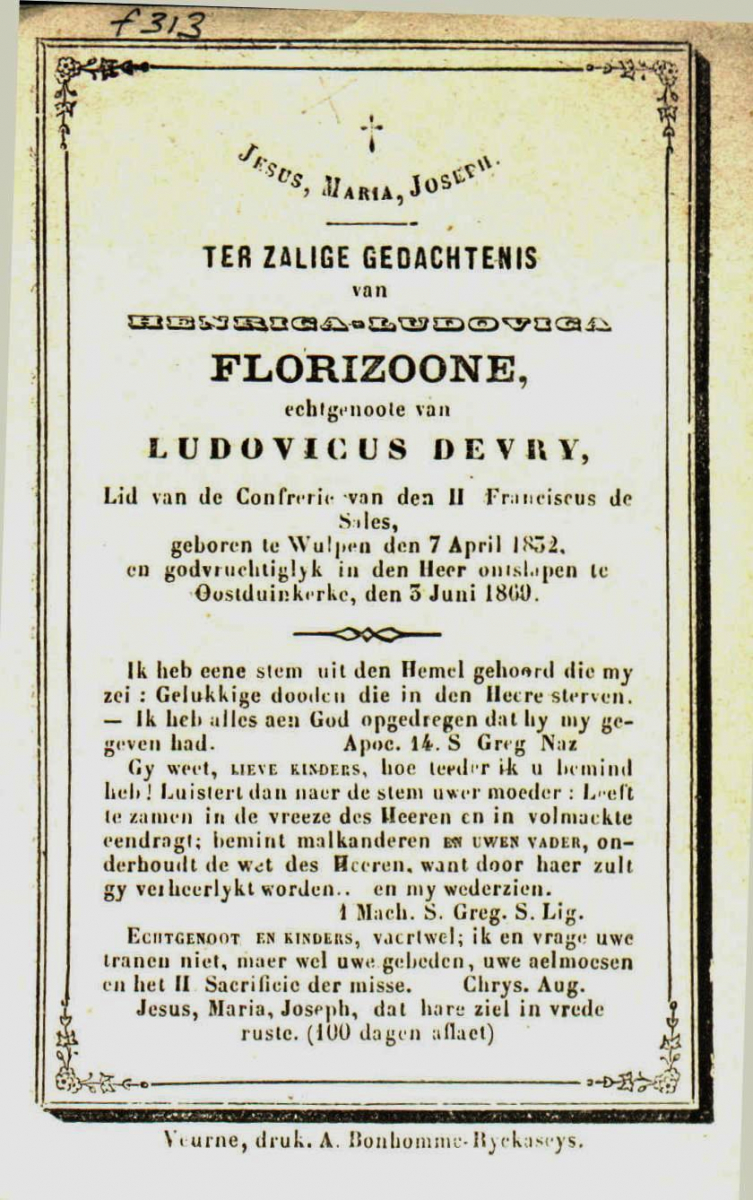 f 313
JESUS, MARIA, JOSEPH.
TER ZALIGE GEDACHTENIS
van
HENRICA-LUDOVICA
FLORIZOONE,
echtgenoote van
LUDOVICUS DEVRY,
Lid van de Confrerie van den H Franciscus de
Sales,
geboren te Wulpen den 7 April 1832.
en godvruchtiglyk in den Heer ontslapen te
Oostduinkerke, den 3 Juni 1869.
Ik heb eene stem uit den Hemel gehoord die my
zei : Gelukkige dooden die in den Heere sterven.
— Ik heb alles aen God opgedregen dat hy my ge-
geven had. Apoc. 14. S Greg Naz
Gy weet, LIEVE KINDERS, hoe teeder ik u bemind
heb! Luistert dan naer de stem uwer moeder : Leeft
te zamen in de vreeze des Heeren en in volmaekte
eendragt; bemint malkanderen EN UWEN VADER, on-
derhoudt de wet des Heeren, want door haer zult
gy verheerlykt worden.. en my wederzien.
1 Mach. S. Greg. S. Lig.
ECHTGENOOT EN KINDERS, vaertwel; ik en vrage uwe
tranen niet, maer wel uwe gebeden, uwe aelmoesen
en het H Sacrificie der misse. Chrys. Aug.
Jesus, Maria, Joseph, dat hare ziel in vrede
ruste. (100 dagen aflaet)
Veurne, druk. A. Bonhomme-Ryckaseys.